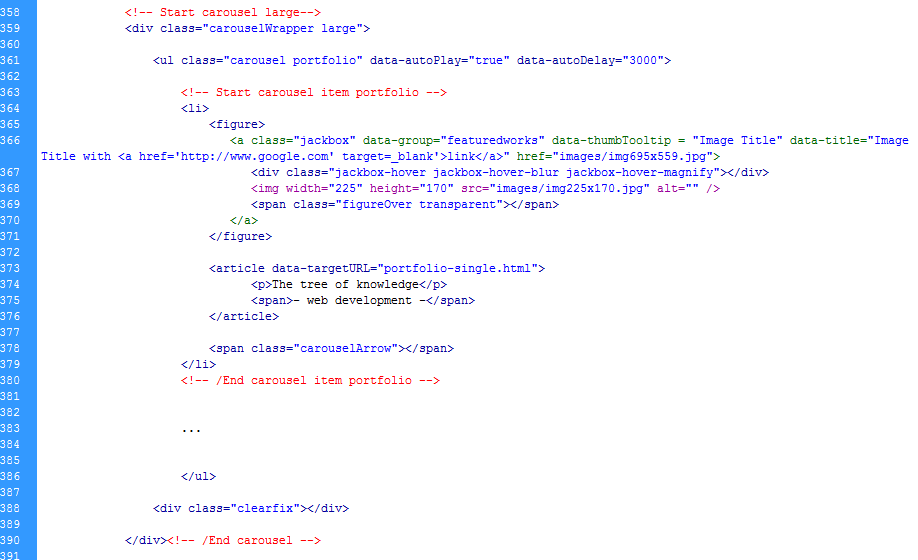 358 <!-- Start carousel large-->
359 <div class="carouselWrapper large">
360
361 <ul class="carousel portfolio" data-autoPlay="true" data-autoDelay="3000">
362
363 <!-- Start carousel item portfolio -->
364 <li>
365 <figure>
366 <a class="jackbox" data-group="featuredworks" data-thumbTooltip = "Image Title" data-title="Image
Title with <a href='http://www.google.com' target=_blank'>link</a>" href="images/img695x559.jpg">
367 <div class="jackbox-hover jackbox-hover-blur jackbox-hover-magnify"></div>
368 <img width="225" height="170" src="images/img225x170.jpg" alt="" />
369 <span class="figureOver transparent"></span>
370 </a>
371 </figure>
372
373 <article data-targetURL="portfolio-single.html">
374 <p>The tree of knowledge</p>
375 <span>- web development -</span>
376 </article>
377
378 <span class="carouselArrow"></span>
379 </li>
380 <!-- /End carousel item portfolio -->
381
382
383 ...
384
385
386 </ul>
387
388 <div class="clearfix"></div>
389
390 </div><!-- /End carousel -->
391